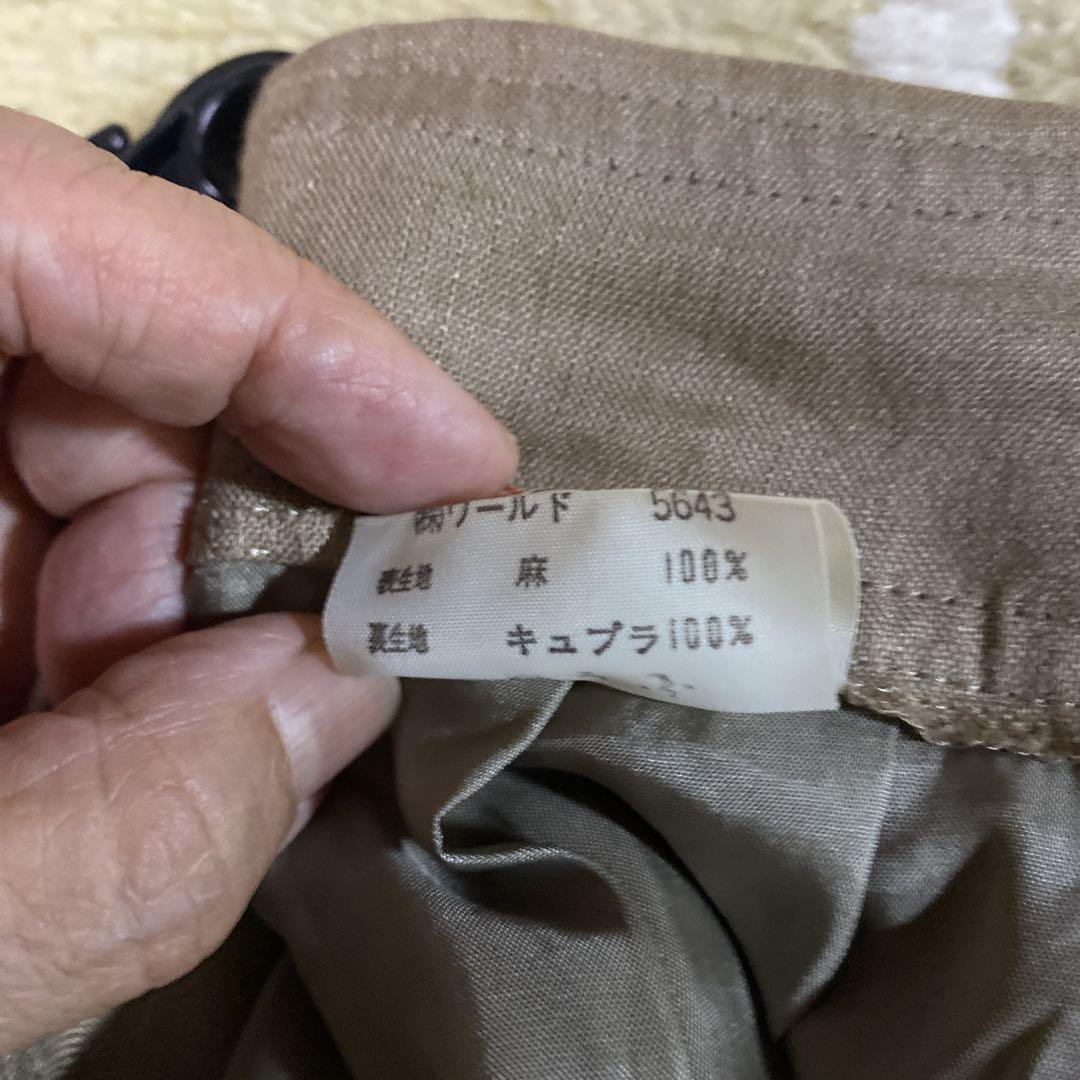 ㈱ワールド 5643
表生地 麻 100%
裏生地 キュプラ100%